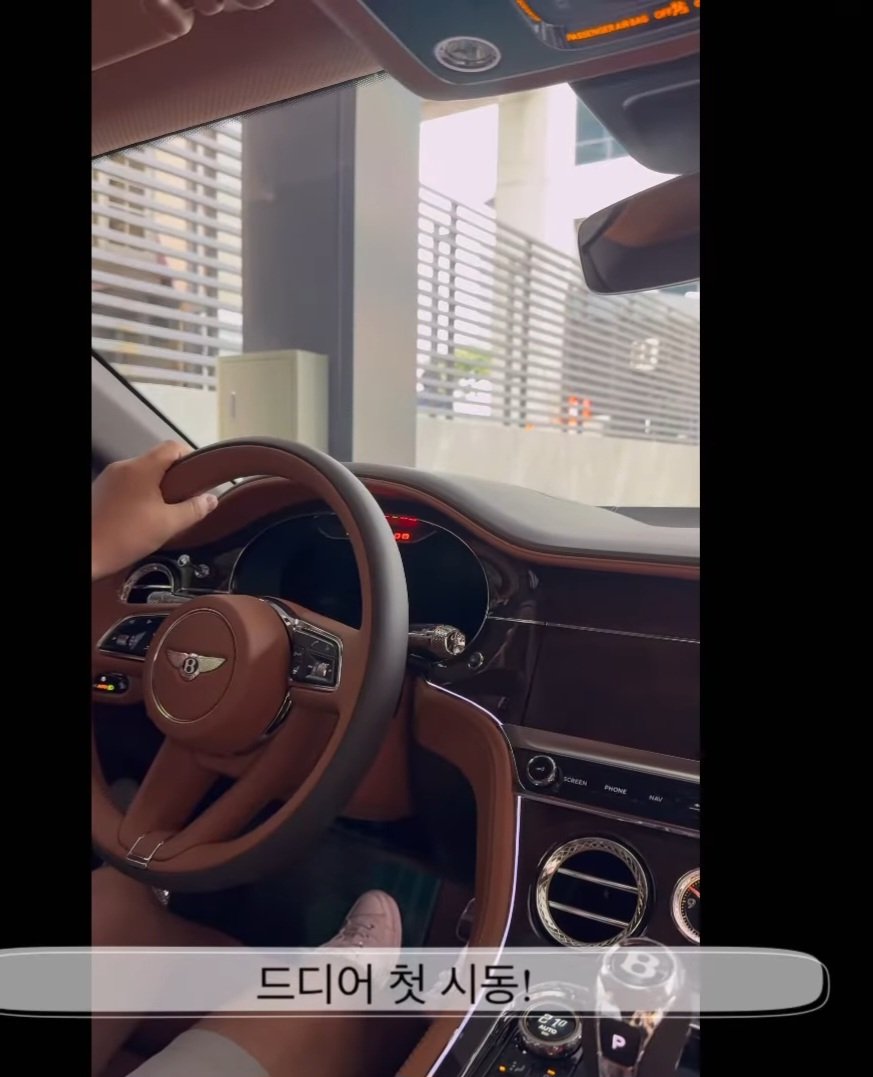 PASSENGER AIR BAG OFF
B
SCREEN
PHONE
NAV
드디어 첫 시동!
B
AUTO
P